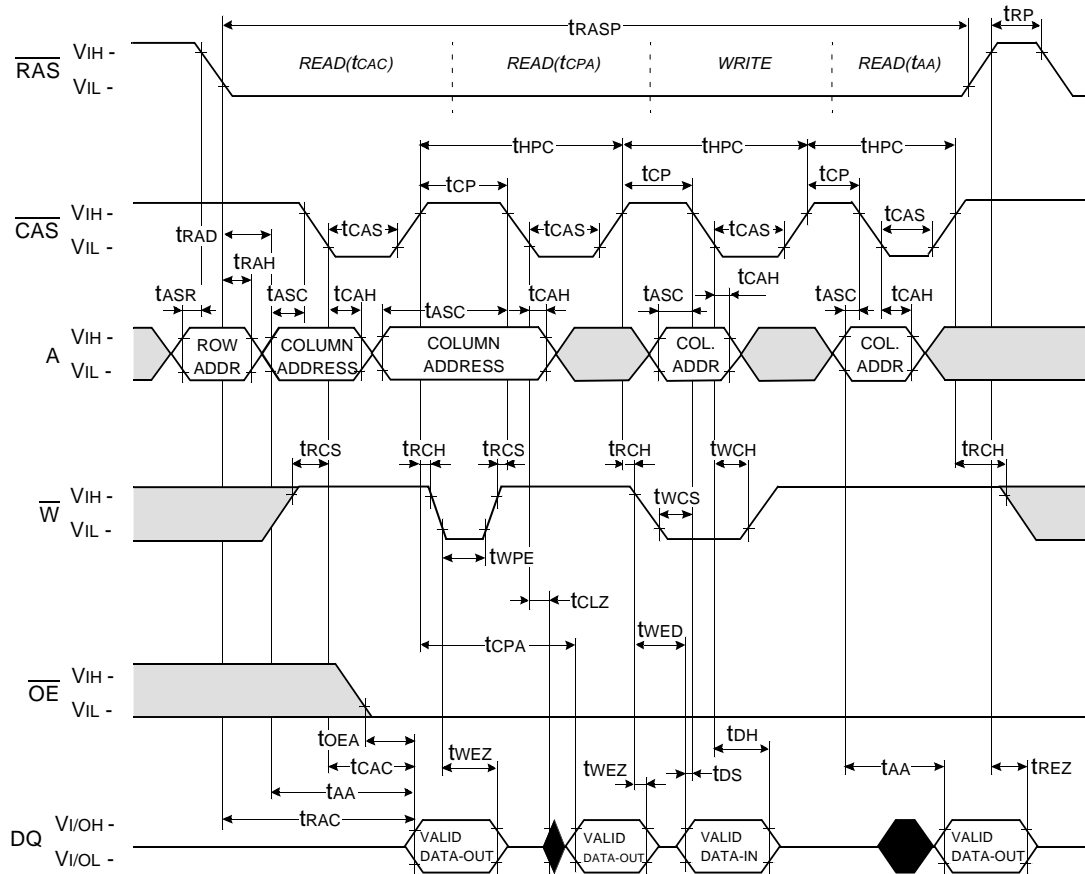 tRASP
tRP
RAS
VIH -
VIL -
READ(tCAC)
READ(tCPA)
WRITE
READ(tAA)
tHPC
tHPC
tHPC
tCP
tCP
tCP
CAS
VIH -
VIL -
tCAS
tCAS
tCAS
tCAS
tRAD
tRAH
tASR
tASC
tCAH
tASC
tCAH
tASC
tCAH
tASC
tCAH
A
VIH -
VIL -
ROW
ADDR
COLUMN
ADDRESS
COLUMN
ADDRESS
COL.
ADDR
COL.
ADDR
tRCS
tRCH
tRCS
tRCH
tWCH
tRCH
W
VIH -
VIL -
tWCS
tWPE
tCLZ
tCPA
tWED
OE
VIH -
VIL -
tOEA
tCAC
tAA
tRAC
tWEZ
tWEZ
tDH
tDS
tAA
tREZ
DQ
VI/OH -
VI/OL -
VALID
DATA-OUT
VALID
DATA-OUT
VALID
DATA-IN
VALID
DATA-OUT